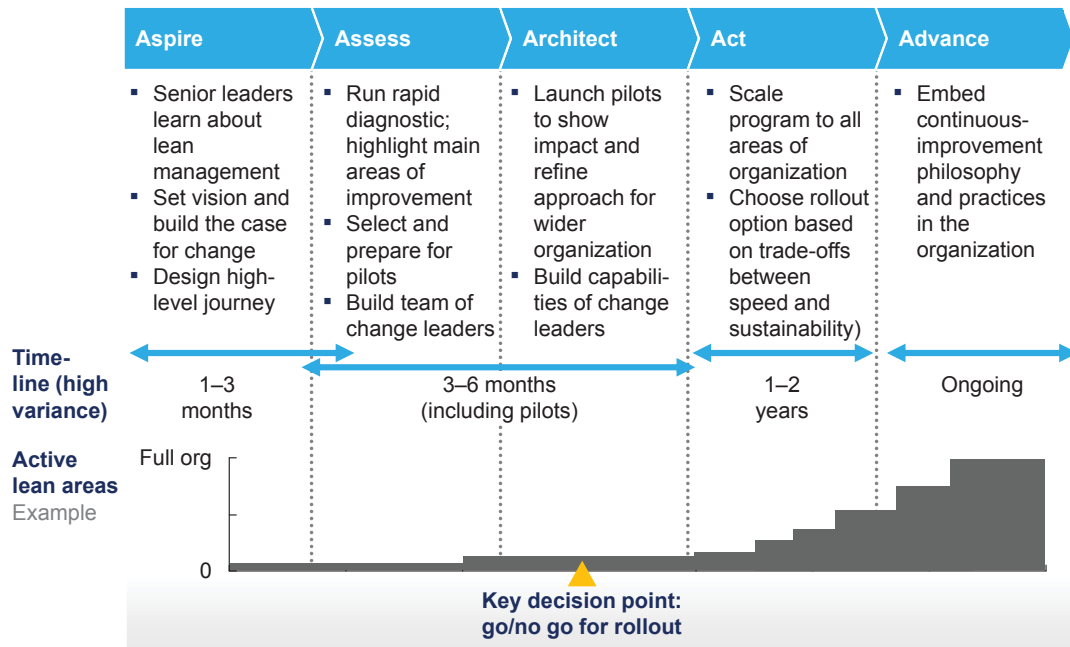 Aspire
Assess
Architect
Act
Advance
▪ Senior leaders
learn about
lean
management
▪ Set vision and
build the case
for change
▪ Design high-
level journey
▪ Run rapid
diagnostic;
highlight main
areas of
improvement
▪ Select and
prepare for
pilots
▪ Build team of
change leaders
▪ Launch pilots
to show
impact and
refine
approach for
wider
organization
▪ Build capabili-
ties of change
leaders
▪ Scale
program to all
areas of
organization
▪ Choose rollout
option based
on trade-offs
between
speed and
sustainability)
▪ Embed
continuous-
improvement
philosophy
and practices
in the
organization
Time-
line (high
variance)
1–3
months
3–6 months
(including pilots)
1–2
years
Ongoing
Active
lean areas
Example
Full org
0
Key decision point:
go/no go for rollout